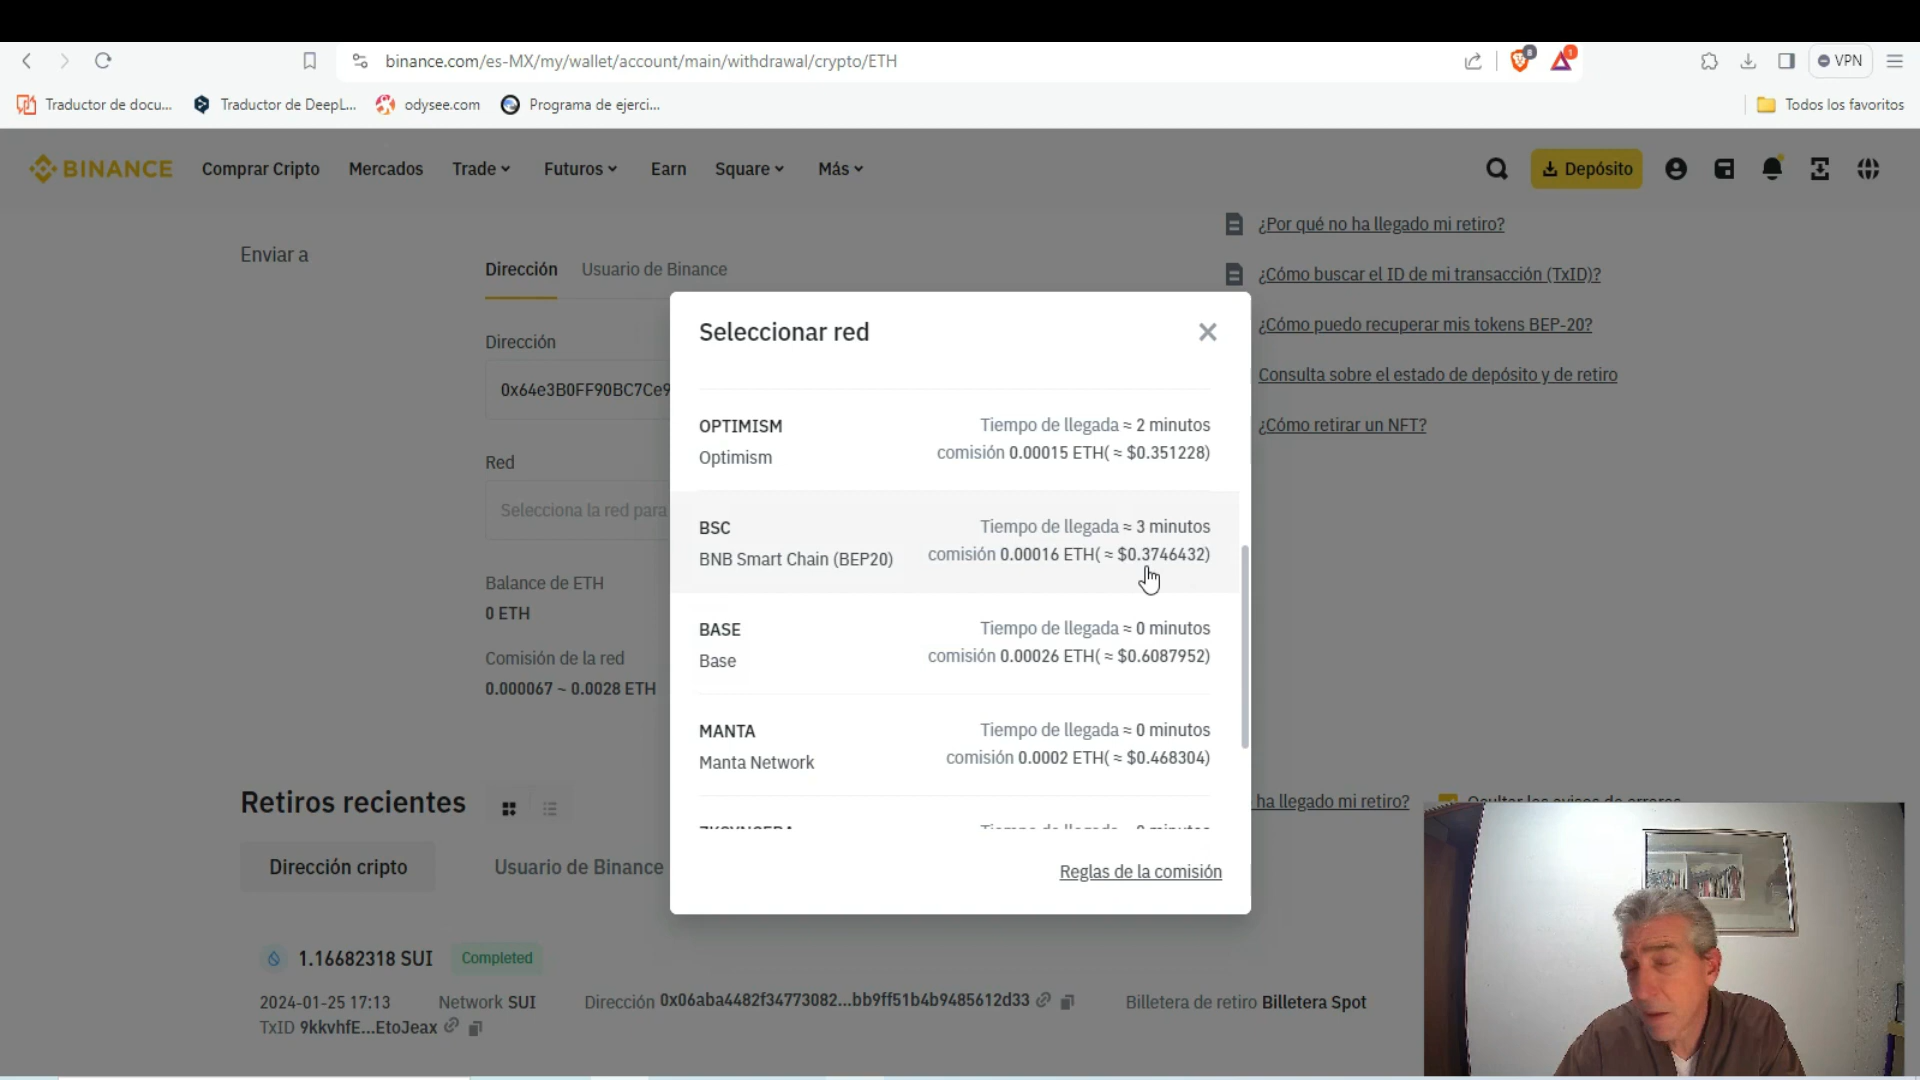 binance.com/es-MX/my/wallet/account/main/withdrawal/crypto/ETH
8
1
VPN
Traductor de docu...
Traductor de DeepL...
odysee.com
Programa de ejerci...
Todos los favoritos
BINANCE
Comprar Cripto
Mercados
Trade
Futuros
Earn
Square
Más
Depósito
Enviar a
Dirección
Usuario de Binance
¿Por qué no ha llegado mi retiro?
¿Cómo buscar el ID de mi transacción (TxID)?
¿Cómo puedo recuperar mis tokens BEP-20?
Consulta sobre el estado de depósito y de retiro
¿Cómo retirar un NFT?
Dirección
0x64e3B0FF90BC7Ce9
Red
Selecciona la red para
Balance de ETH
0 ETH
Comisión de la red
0.000067 ~ 0.0028 ETH
Seleccionar red
OPTIMISM
Tiempo de llegada ≈ 2 minutos
Optimism
comisión 0.00015 ETH( ≈ $0.351228)
BSC
Tiempo de llegada ≈ 3 minutos
BNB Smart Chain (BEP20)
comisión 0.00016 ETH( ≈ $0.3746432)
BASE
Tiempo de llegada ≈ 0 minutos
Base
comisión 0.00026 ETH( ≈ $0.6087952)
MANTA
Tiempo de llegada ≈ 0 minutos
Manta Network
comisión 0.0002 ETH( ≈ $0.468304)
Reglas de la comisión
Retiros recientes
ha llegado mi retiro?
Dirección cripto
Usuario de Binance
1.16682318 SUI
Completed
2024-01-25 17:13
Network SUI
Dirección 0x06aba4482f34773082...bb9ff51b4b9485612d33
Billetera de retiro Billetera Spot
TxID 9kkvhfE...EtoJeax